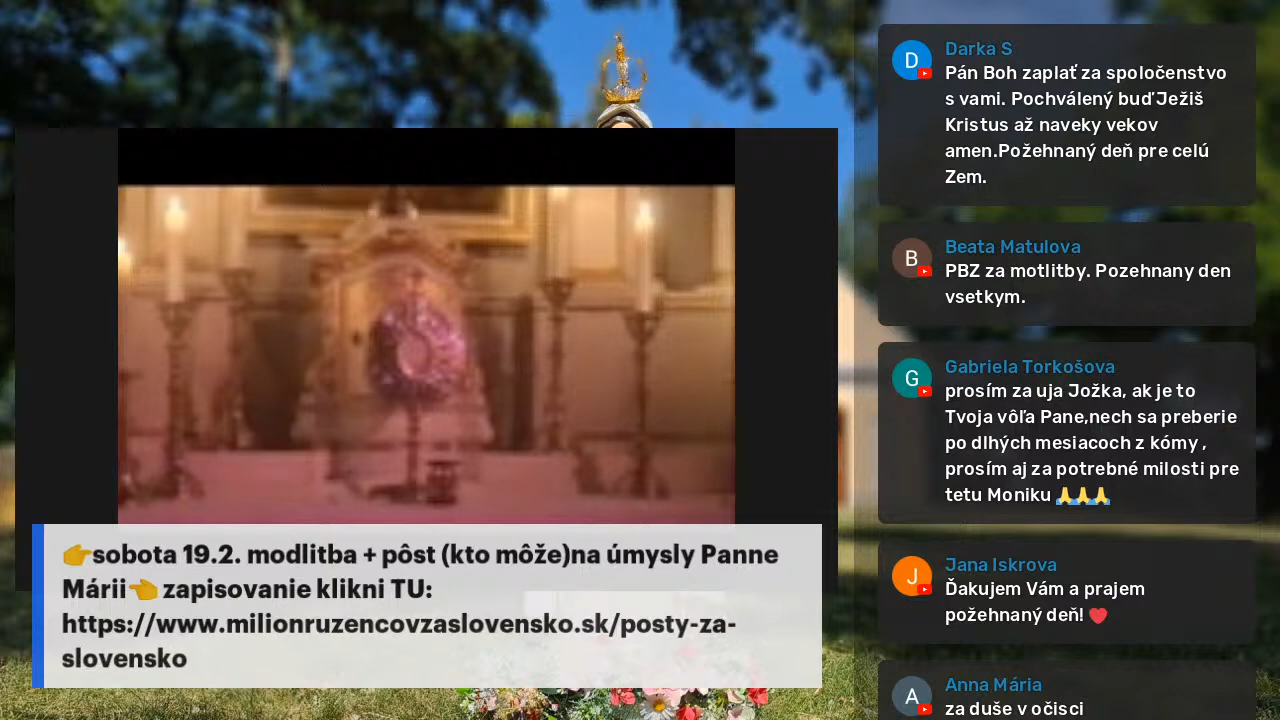 👉sobota 19.2. modlitba + pôst (kto môže)na úmysly Panne
Márii👈 zapisovanie klikni TU:
https://www.milionruzencovzaslovensko.sk/posty-za-
slovensko
D
Darka S
Pán Boh zaplať za spoločenstvo
s vami. Pochválený buďJežiš
Kristus až naveky vekov
amen.Požehnaný deň pre celú
Zem.
B
Beata Matulova
PBZ za motlitby. Pozehnany den
vsetkym.
G
Gabriela Torkošova
prosím za uja Jožka, ak je to
Tvoja vôľa Pane,nech sa preberie
po dlhých mesiacoch z kómy ,
prosím aj za potrebné milosti pre
tetu Moniku 🙏🙏🙏
J
Jana Iskrova
Ďakujem Vám a prajem
požehnaný deň! ❤️
A
Anna Mária
za duše v očisci